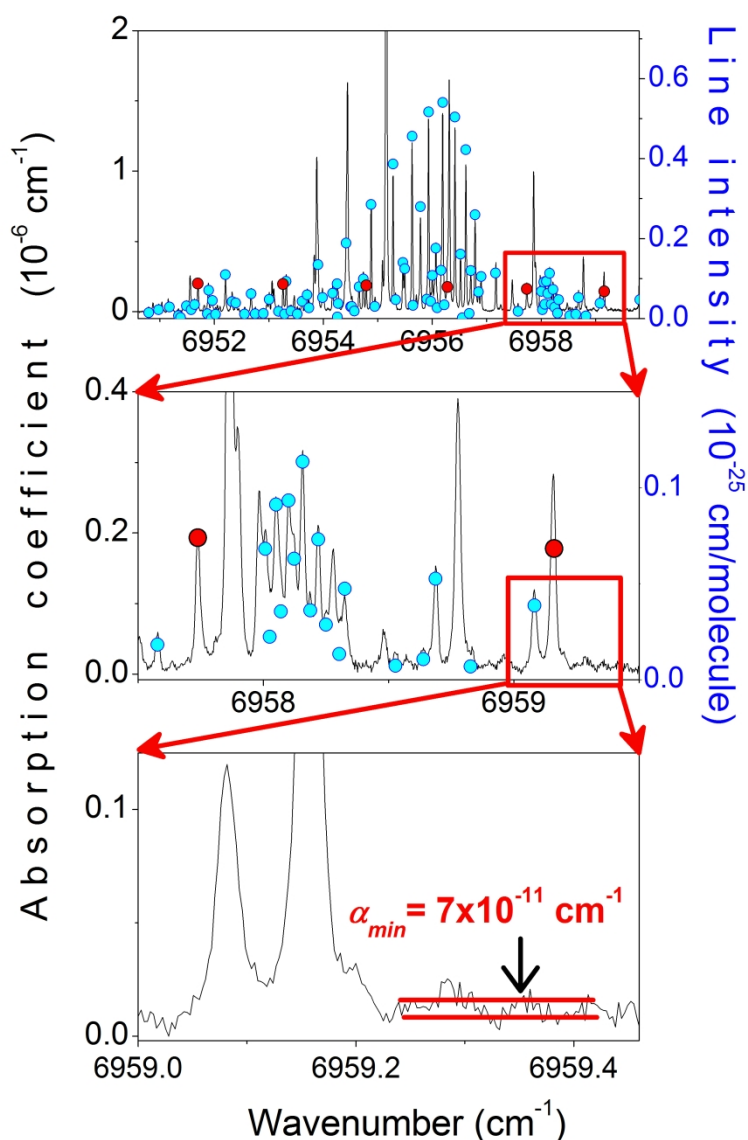 Absorption coefficient (10⁻⁶ cm⁻¹)
Line intensity (10⁻²⁵ cm/molecule)
2
1
0
0.6
0.4
0.2
0.0
6952 6954 6956 6958
0.4
0.2
0.0
0.1
0.0
6958 6959
0.1
0.0
α_min = 7x10⁻¹¹ cm⁻¹
6959.0 6959.2 6959.4
Wavenumber (cm⁻¹)